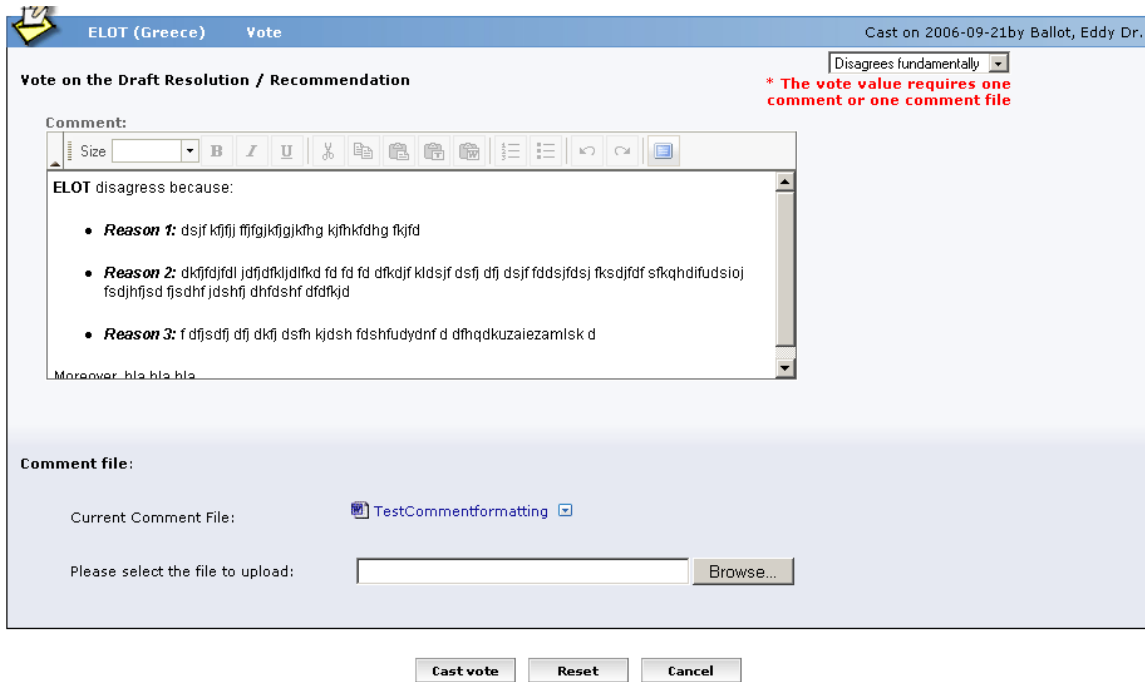 ELOT (Greece) Vote Cast on 2006-09-21by Ballot, Eddy Dr.
Disagrees fundamentally
Vote on the Draft Resolution / Recommendation
* The vote value requires one
comment or one comment file
Comment:
Size B I U
ELOT disagress because:
• Reason 1: dsjf kfjfjj ffjfgjkfjgjkfhg kjfhkfdhg fkjfd
• Reason 2: dkfjfdjfdl jdfjdfkljdlfkd fd fd fd dfkdjf kldsjf dsfj dfj dsjf fddsjfdsj fksdjfdf sfkqhdifudsioj
fsdjhfjsd fjsdhf jdshfj dhfdshf dfdfkjd
• Reason 3: f dfjsdfj dfj dkfj dsfh kjdsh fdshfudydnf d dfhqdkuzaiezamlsk d
Moreover, bla bla bla
Comment file:
Current Comment File: TestCommentformatting
Please select the file to upload: Browse...
Cast vote Reset Cancel